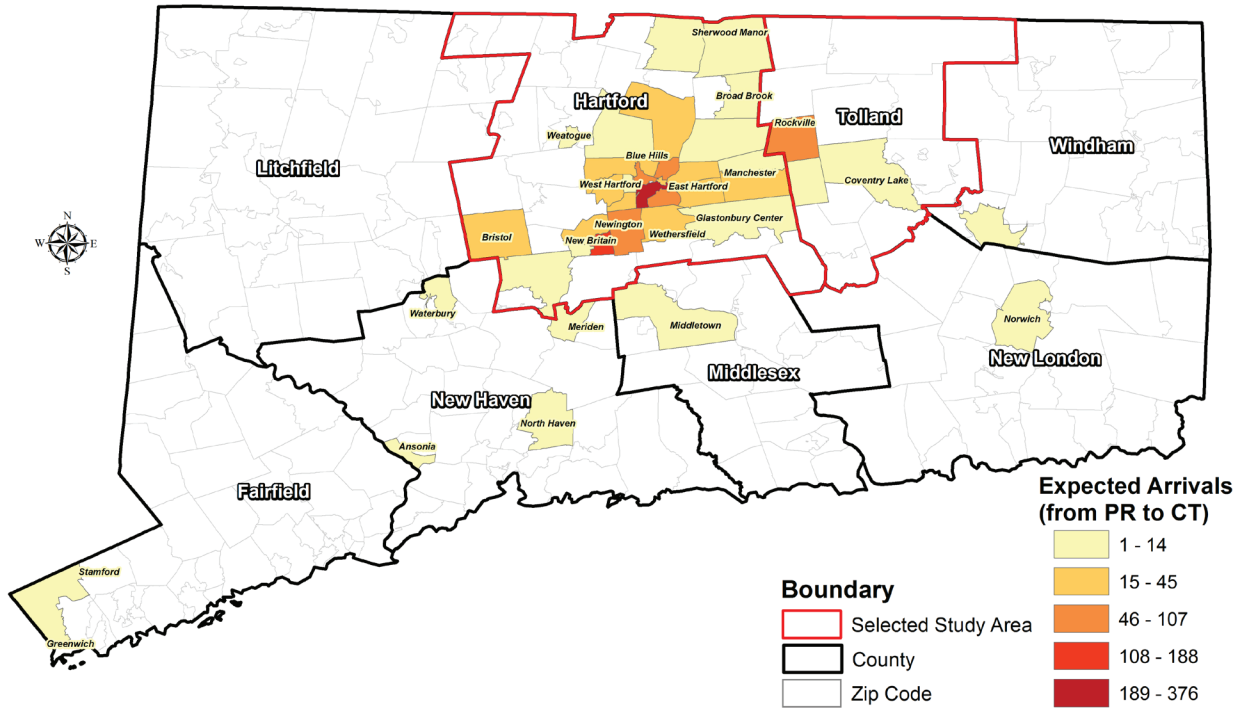 Sherwood Manor
Broad Brook
Hartford
Tolland
Rockville
Weatogue
Windham
Litchfield
Blue Hills
Manchester
West Hartford
East Hartford
Coventry Lake
Glastonbury Center
Newington
Wethersfield
Bristol
New Britain
N
W
E
S
Waterbury
Meriden
Middletown
Norwich
New London
Middlesex
New Haven
North Haven
Ansonia
Fairfield
Stamford
Greenwich
Expected Arrivals
(from PR to CT)
1 - 14
15 - 45
46 - 107
108 - 188
189 - 376
Boundary
Selected Study Area
County
Zip Code